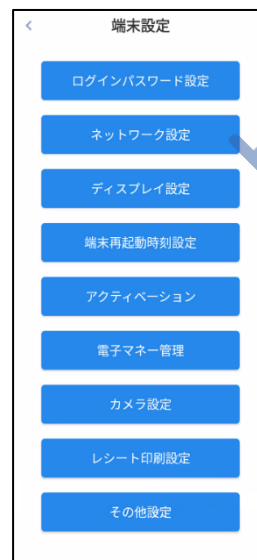 端末設定
ログインパスワード設定
ネットワーク設定
ディスプレイ設定
端末再起動時刻設定
アクティベーション
電子マネー管理
カメラ設定
レシート印刷設定
その他設定